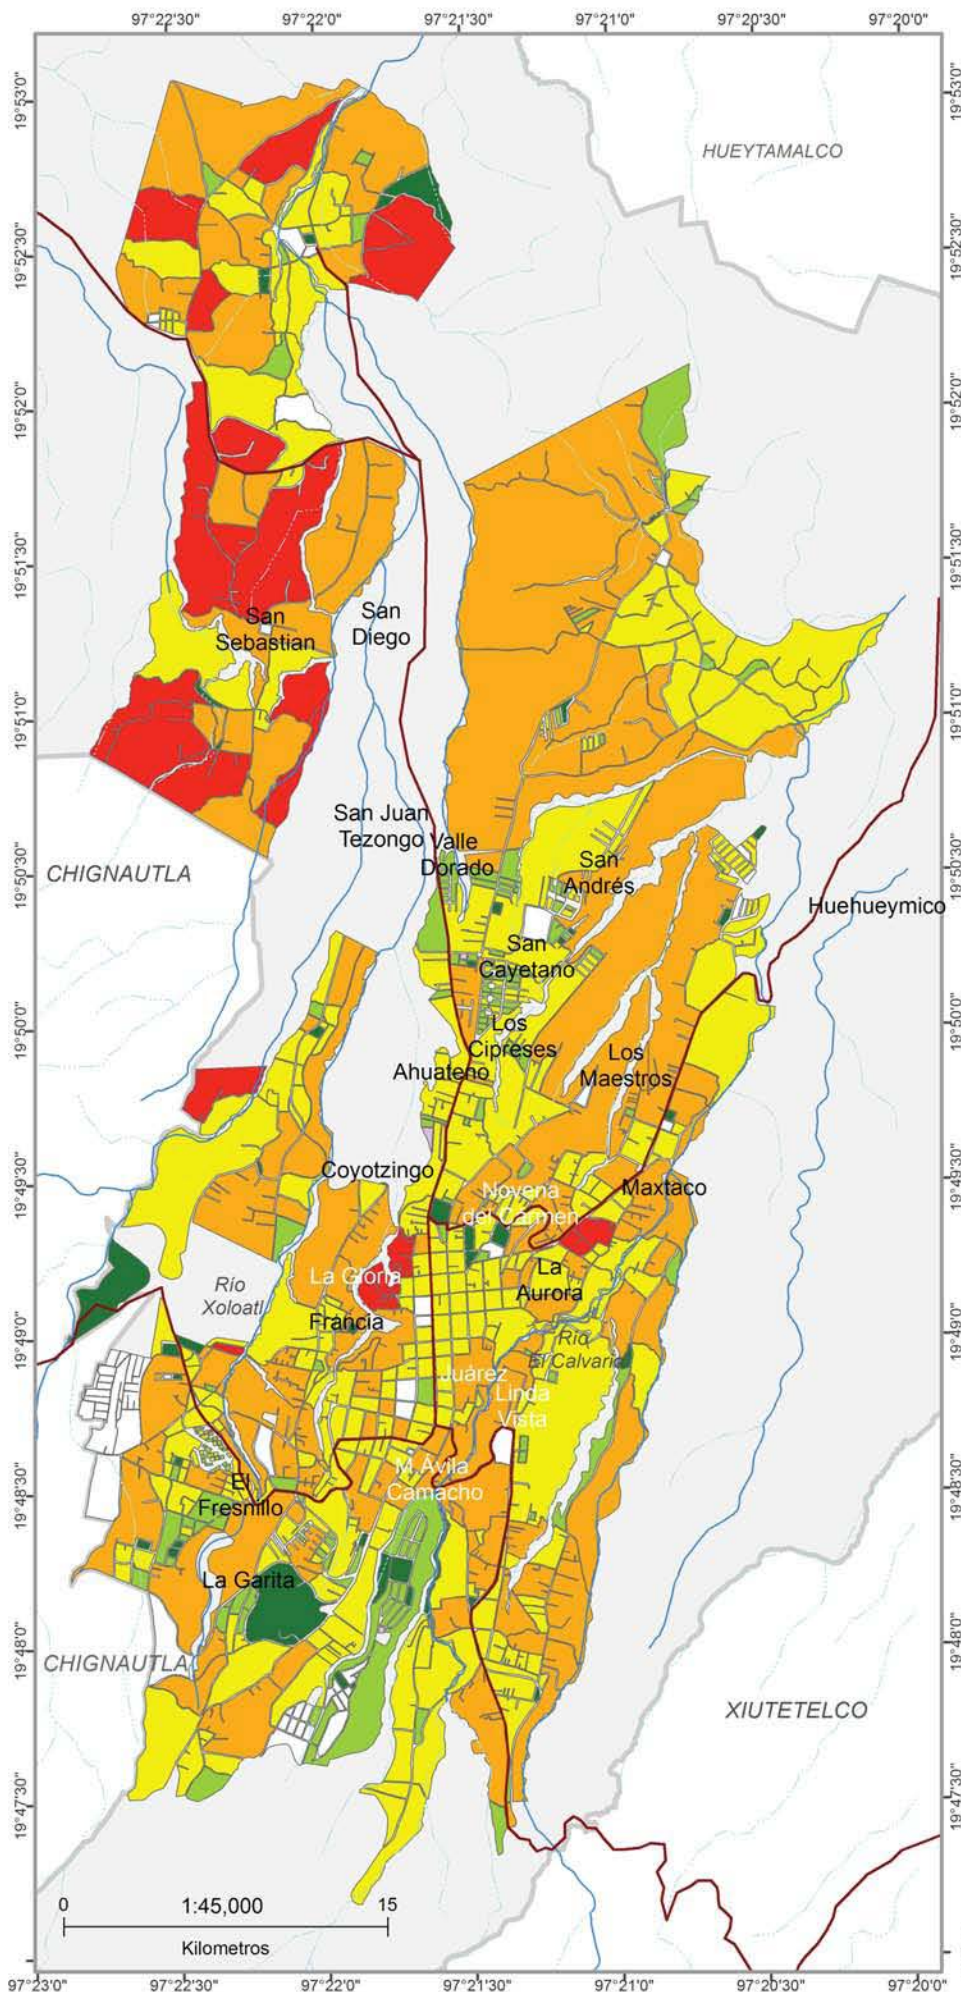 97°22'30" 97°22'0" 97°21'30" 97°21'0" 97°20'30" 97°20'0"
19°53'0" 19°53'0"
HUEYTAMALCO
19°52'30" 19°52'30"
19°52'0" 19°52'0"
19°51'30" 19°51'30"
San
Sebastian
San
Diego
19°51'0" 19°51'0"
San Juan
Tezongo
Valle
Dorado
San
Andrés
19°50'30" 19°50'30"
CHIGNAUTLA
Huehueymico
San
Cayetano
19°50'0" 19°50'0"
Los
Cipreses
Ahuateno
Los
Maestros
19°49'30" 19°49'30"
Coyotzingo
Novena
del Carmen
Maxtaco
La Gloria
La
Aurora
Río
Xoloatl
Francia
19°49'0" 19°49'0"
Río
El Calvario
Juárez
Linda
Vista
19°48'30" 19°48'30"
M Ávila
Camacho
El
Fresnillo
La Garita
19°48'0" 19°48'0"
CHIGNAUTLA
XIUTETELCO
19°47'30" 19°47'30"
0 1:45,000 15
Kilometros
97°23'0" 97°22'30" 97°22'0" 97°21'30" 97°21'0" 97°20'30" 97°20'0"